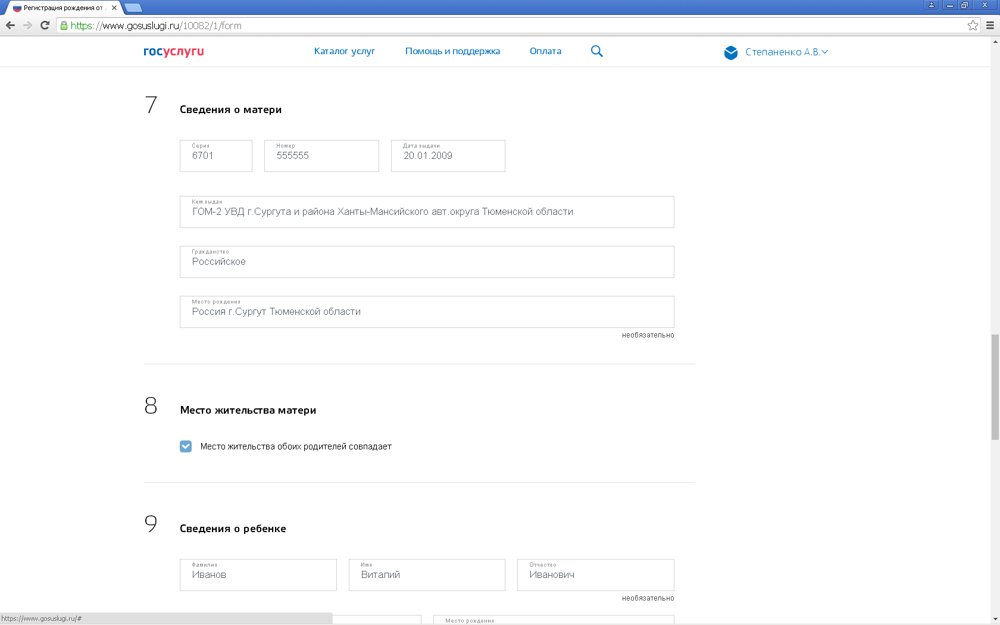 Регистрация рождения от
https://www.gosuslugi.ru/10082/1/form
госуслуги
Каталог услуг
Помощь и поддержка
Оплата
Степаненко А.В.
7
Сведения о матери
Серия
6701
Номер
555555
Дата выдачи
20.01.2009
Кем выдан
ГОМ-2 УВД г.Сургута и района Ханты-Мансийского авт.округа Тюменской области
Гражданство
Российское
Место рождения
Россия г.Сургут Тюменской области
необязательно
8
Место жительства матери
Место жительства обоих родителей совпадает
9
Сведения о ребенке
Фамилия
Иванов
Имя
Виталий
Отчество
Иванович
необязательно
Место рождения
https://www.gosuslugi.ru/#